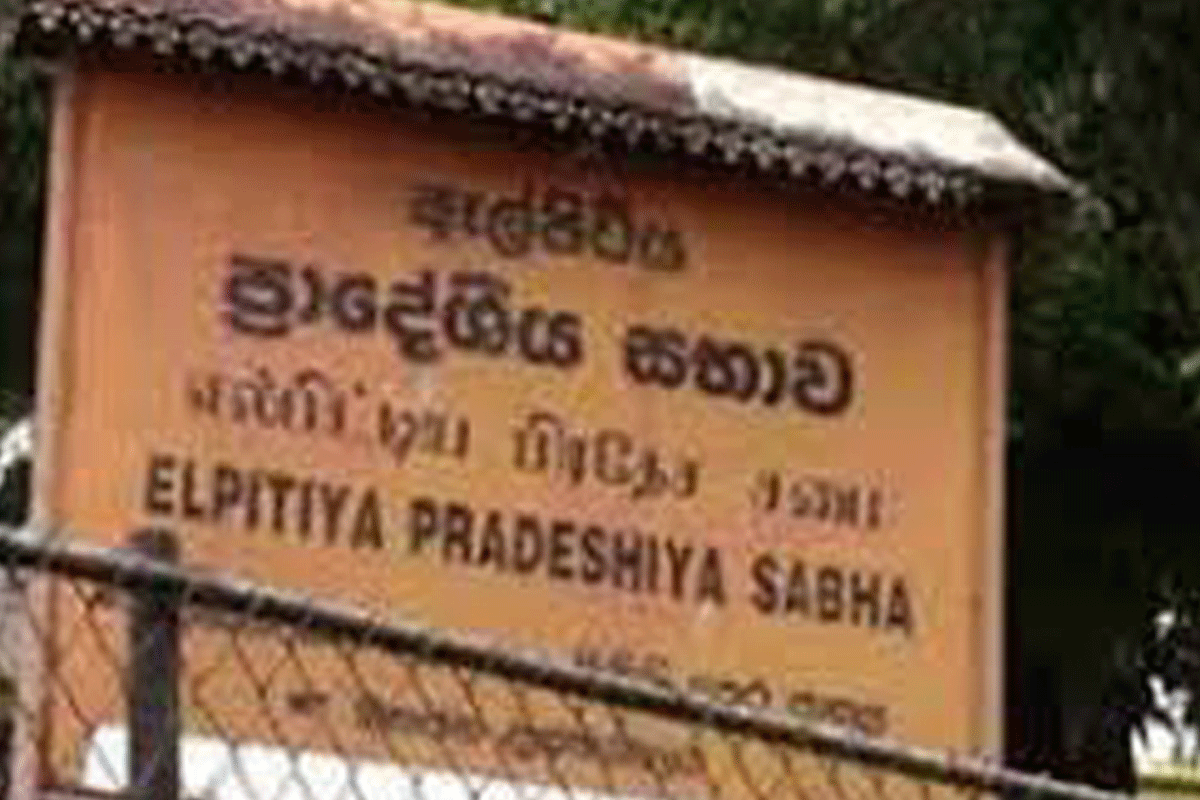 ඇල්පිටිය
ප්‍රාදේශීය සභාව
எல்பிட்டிய பிரதேச சபை
ELPITIYA PRADESHIYA SABHA